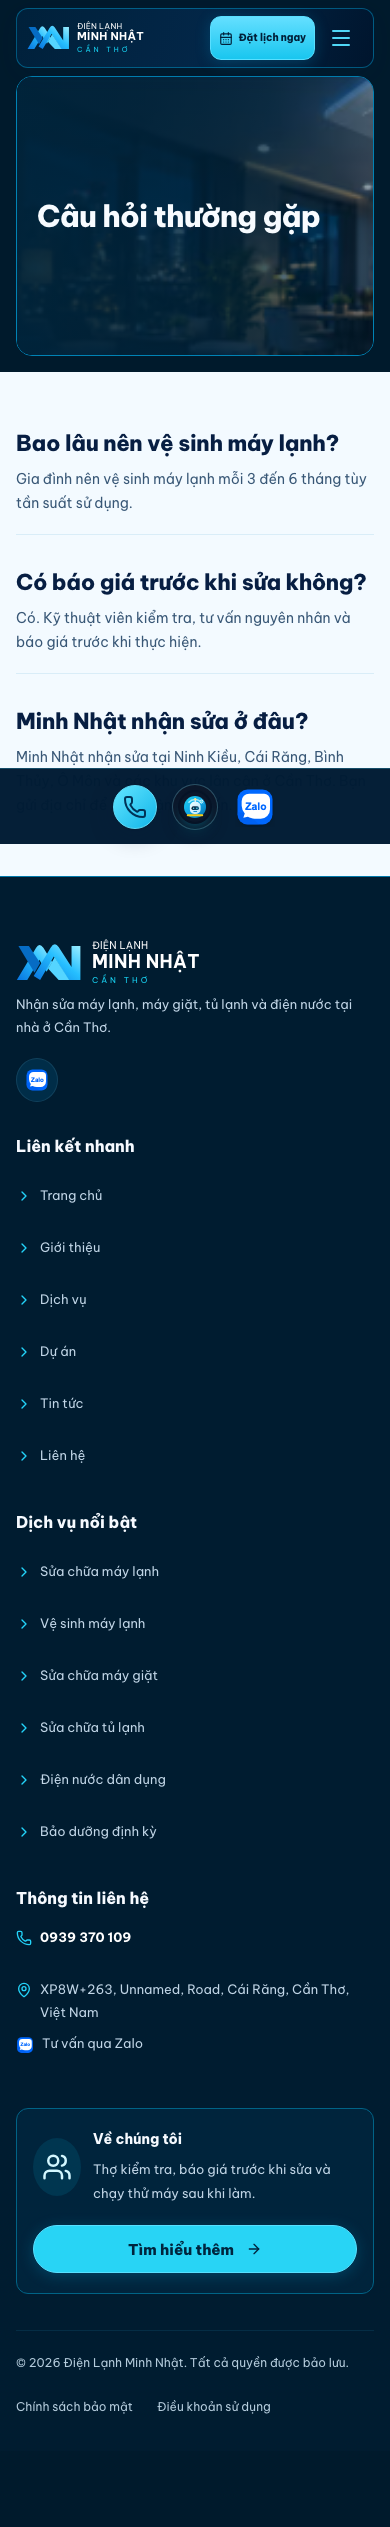 ĐIỆN LẠNH
MINH NHẬT
CẦN THƠ
Đặt lịch ngay
Câu hỏi thường gặp
Bao lâu nên vệ sinh máy lạnh?
Gia đình nên vệ sinh máy lạnh mỗi 3 đến 6 tháng tùy
tần suất sử dụng.
Có báo giá trước khi sửa không?
Có. Kỹ thuật viên kiểm tra, tư vấn nguyên nhân và
báo giá trước khi thực hiện.
Minh Nhật nhận sửa ở đâu?
Minh Nhật nhận sửa tại Ninh Kiều, Cái Răng, Bình
Zalo
ĐIỆN LẠNH
MINH NHẬT
CẦN THƠ
Nhận sửa máy lạnh, máy giặt, tủ lạnh và điện nước tại
nhà ở Cần Thơ.
Zalo
Liên kết nhanh
Trang chủ
Giới thiệu
Dịch vụ
Dự án
Tin tức
Liên hệ
Dịch vụ nổi bật
Sửa chữa máy lạnh
Vệ sinh máy lạnh
Sửa chữa máy giặt
Sửa chữa tủ lạnh
Điện nước dân dụng
Bảo dưỡng định kỳ
Thông tin liên hệ
0939 370 109
XP8W+263, Unnamed, Road, Cái Răng, Cần Thơ,
Việt Nam
Zalo Tư vấn qua Zalo
Về chúng tôi
Thợ kiểm tra, báo giá trước khi sửa và
chạy thử máy sau khi làm.
Tìm hiểu thêm
© 2026 Điện Lạnh Minh Nhật. Tất cả quyền được bảo lưu.
Chính sách bảo mật Điều khoản sử dụng